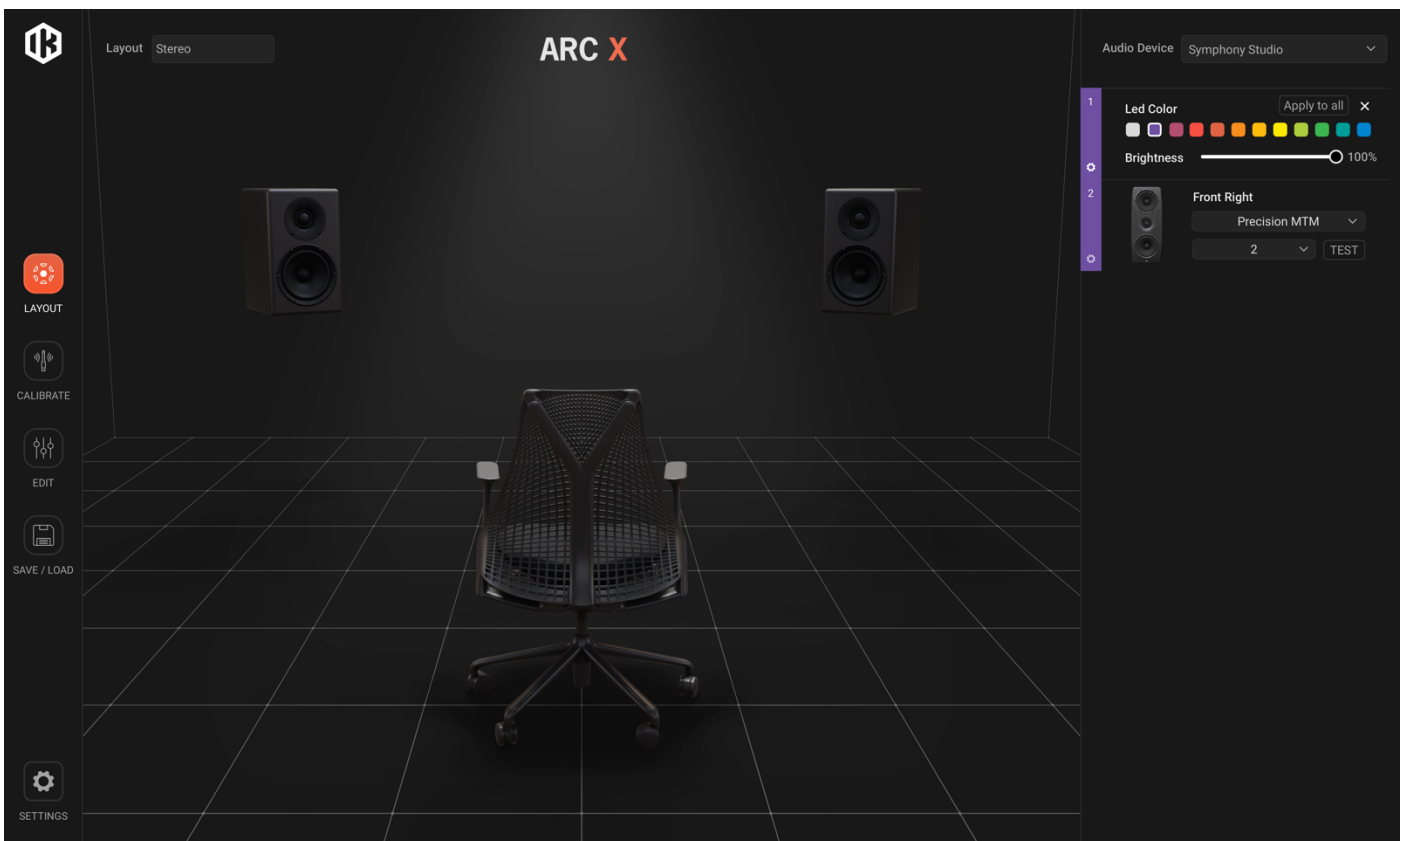 Layout Stereo
ARC X
Audio Device Symphony Studio
1
Led Color Apply to all
Brightness 100%
2
Front Right
Precision MTM
2 TEST
LAYOUT
CALIBRATE
EDIT
SAVE / LOAD
SETTINGS